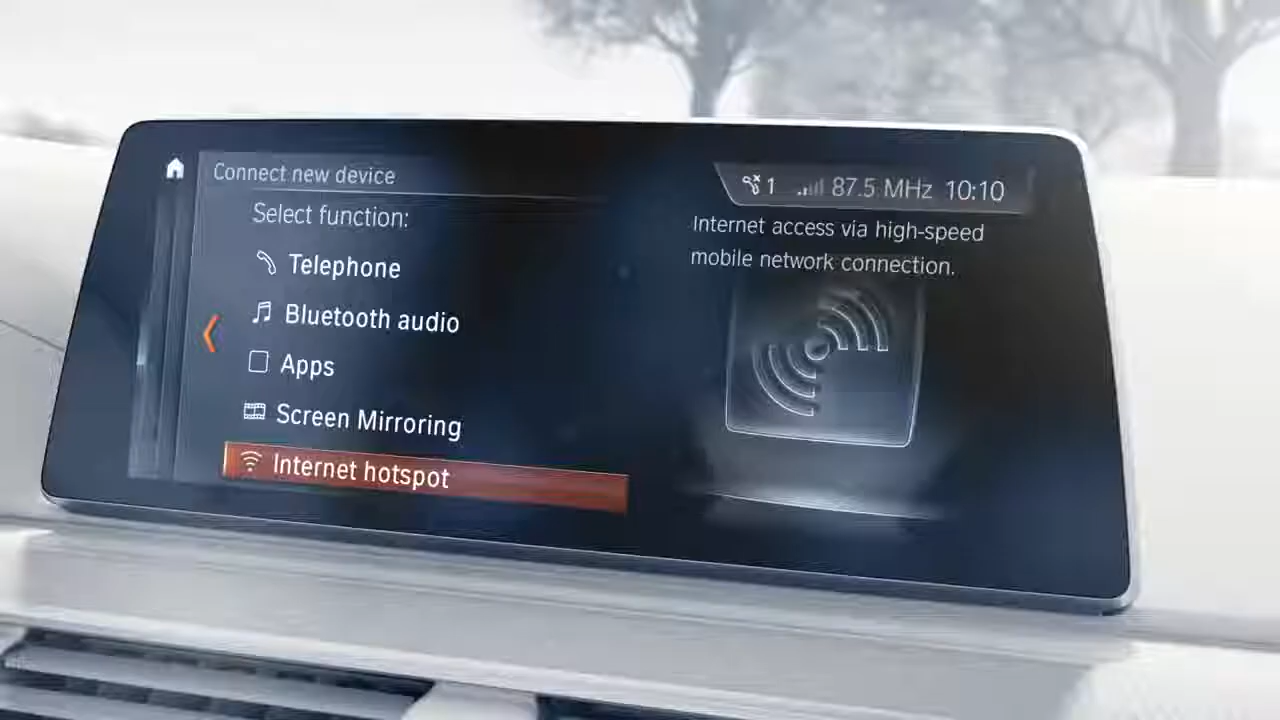 Connect new device
1 87.5 MHz 10:10
Select function:
Telephone
Bluetooth audio
Apps
Screen Mirroring
Internet hotspot
Internet access via high-speed
mobile network connection.